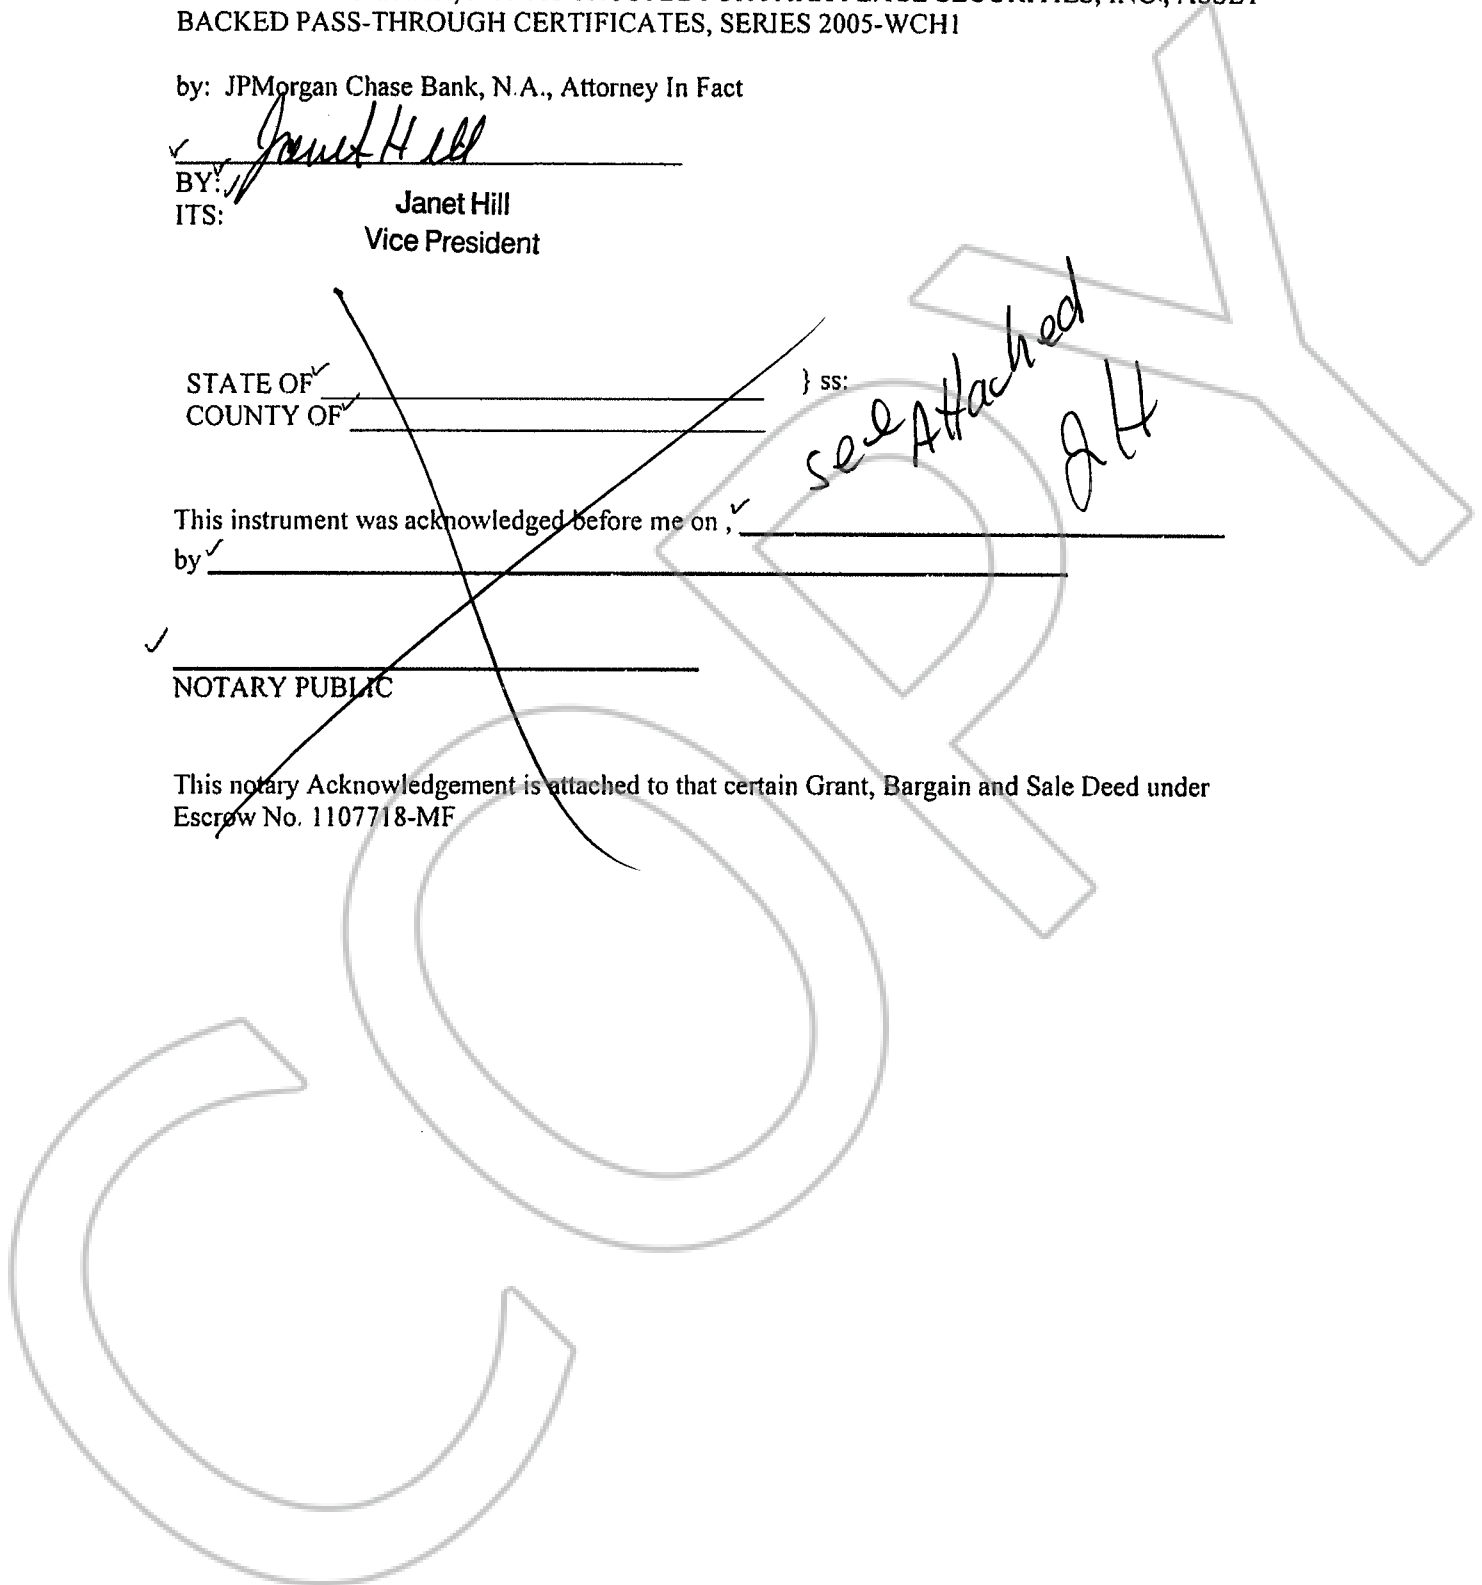 BACKED PASS-THROUGH CERTIFICATES, SERIES 2005-WCH1
by: JPMorgan Chase Bank, N.A., Attorney In Fact
Janet Hill
BY:
ITS:
Janet Hill
Vice President
STATE OF
} ss:
COUNTY OF
see Attached
JH
This instrument was acknowledged before me on ,
by
NOTARY PUBLIC
This notary Acknowledgement is attached to that certain Grant, Bargain and Sale Deed under
Escrow No. 1107718-MF
COPY